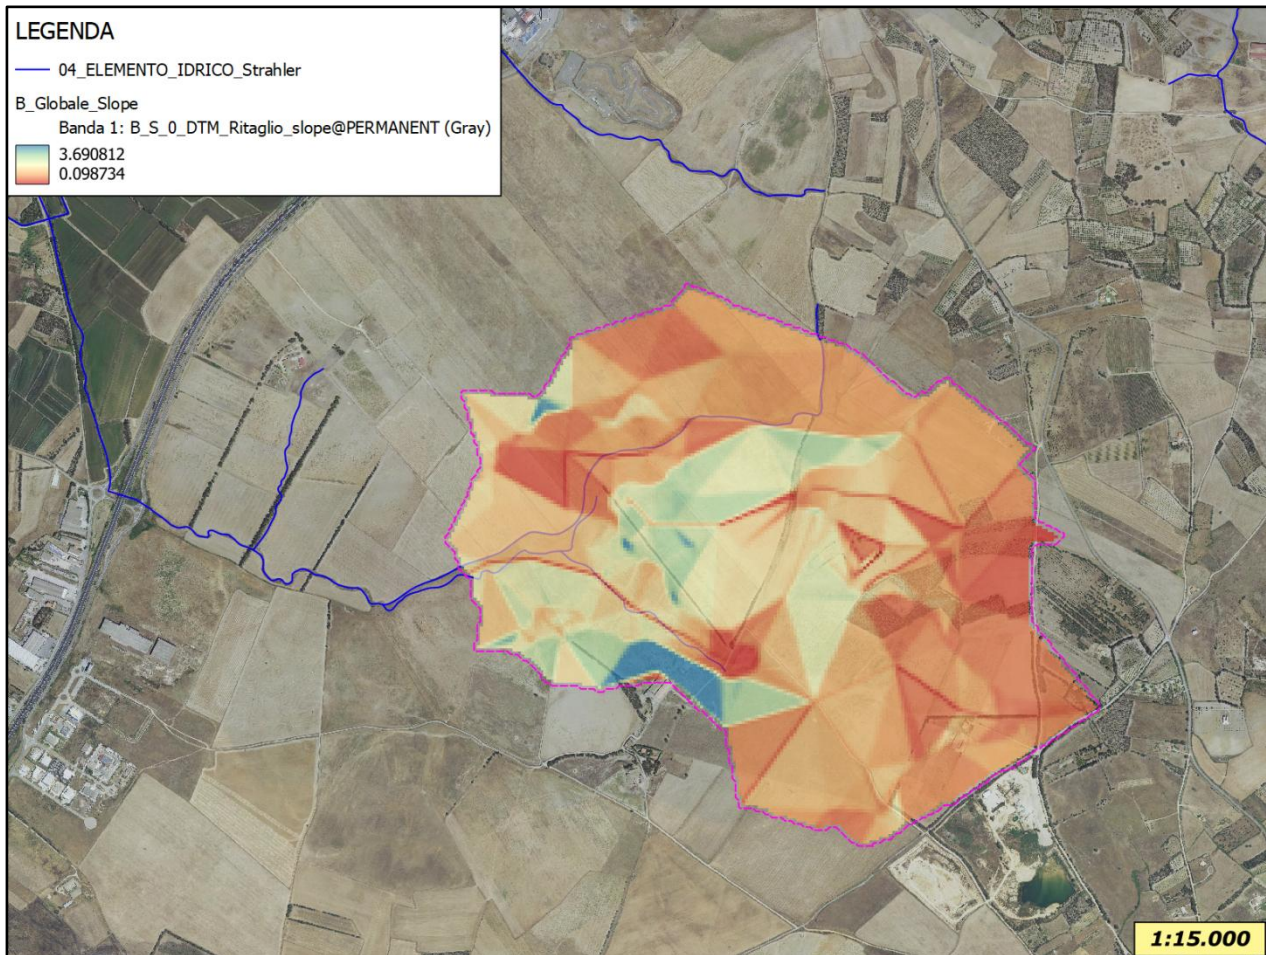 LEGENDA
04_ELEMENTO_IDRICO_Strahler
B_Globale_Slope
Banda 1: B_S_0_DTM_Ritaglio_slope@PERMANENT (Gray)
3.690812
0.098734
1:15.000